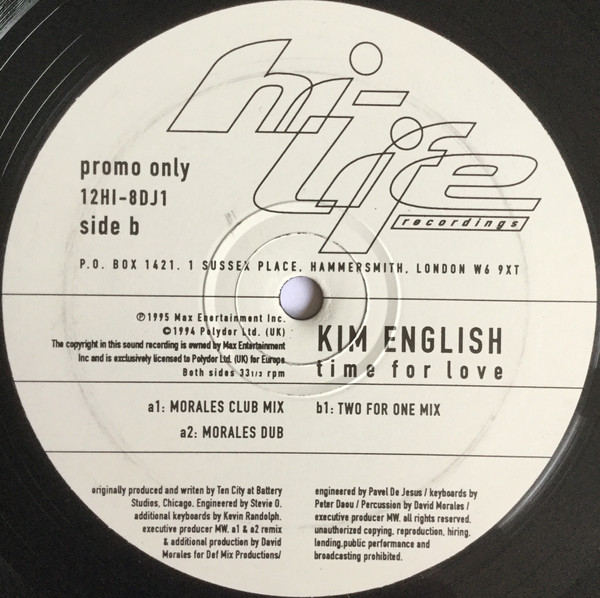 hi-
life
recordings
promo only
12HI-8DJ1
side b
P.O. BOX 1421. 1 SUSSEX PLACE, HAMMERSMITH, LONDON W6 9XT
℗1995 Max Enertainment Inc.
©1994 Polydor Ltd. (UK)
The copyright in this sound recording is owned by Max Entertainment
Inc and is exclusively licensed to Polydor Ltd. (UK) for Europe
Both sides 33 1/3 rpm
KIM ENGLISH
time for love
a1: MORALES CLUB MIX
a2: MORALES DUB
b1: TWO FOR ONE MIX
originally produced and writen by Ten City at Battery
Studios, Chicago. Engineered by Stevie O.
additional keyboards by Kevin Randolph.
executive producer MW. a1 & a2 remix
& additional production by David
Morales for Def Mix Productions/
engineered by Pavel De Jesus / keyboards by
Peter Daou / Percussion by David Morales /
executive producer MW. all rights reserved.
unauthorized copying, reproduction, hiring,
lending,public performance and
broadcasting prohibited.